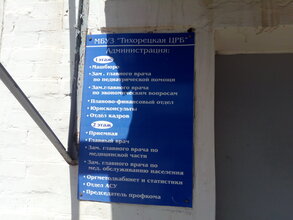 МБУЗ "Тихорецкая ЦРБ"
Администрация:
1 этаж
• Машбюро
• Зам. главного врача
по педиатрической помощи
• Зам.главного врача
по экономическим вопросам
• Планово-финансовый отдел
• Юрисконсульты
• Отдел кадров
2 этаж
• Приемная
• Главный врач
• Зам. главного врача по
медицинской части
• Зам. главного врача по
мед. обслуживанию населения
• Оргметодкабинет и статистики
• Отдел АСУ
• Председатель профкома